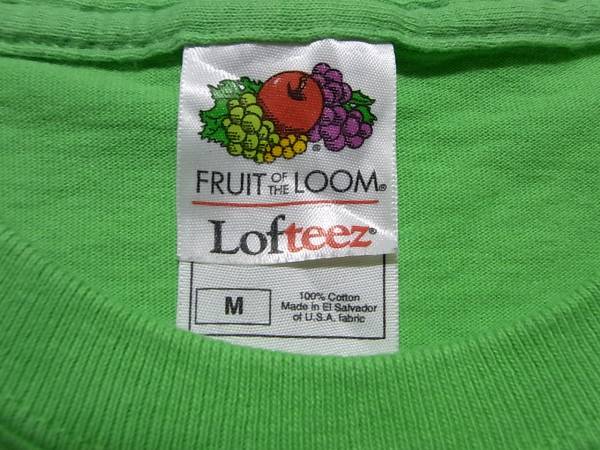 FRUIT OF THE LOOM®
Lofteez®
M
100% Cotton
Made in El Salvador
of U.S.A. fabric